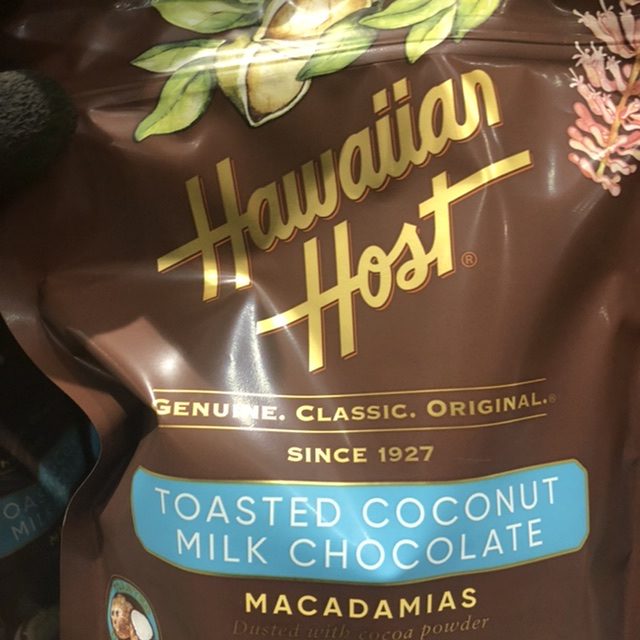 Hawaiian
Host®
GENUINE. CLASSIC. ORIGINAL.®
SINCE 1927
TOASTED COCONUT
MILK CHOCOLATE
MACADAMIAS
Dusted with cocoa powder